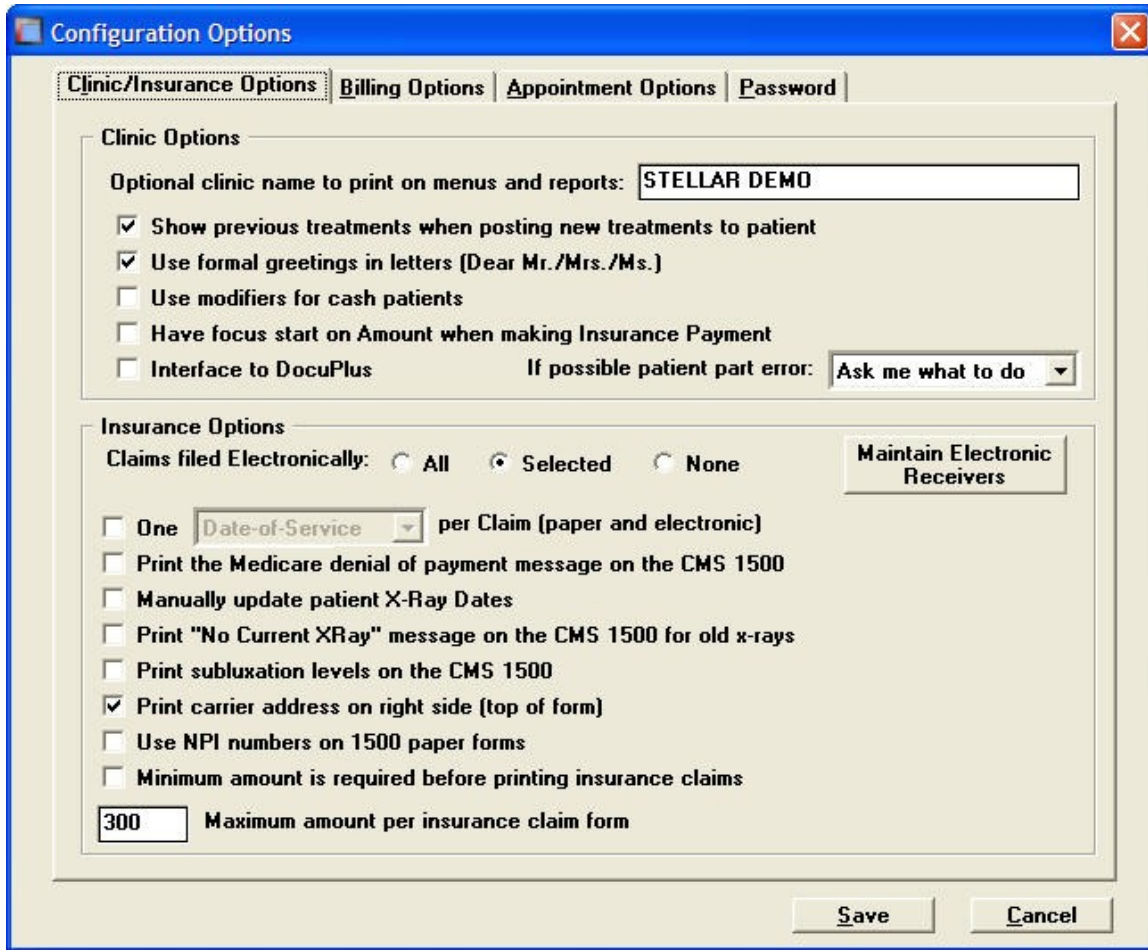 Configuration Options
Clinic/Insurance Options Billing Options Appointment Options Password
Clinic Options
Optional clinic name to print on menus and reports: STELLAR DEMO
Show previous treatments when posting new treatments to patient
Use formal greetings in letters (Dear Mr./Mrs./Ms.)
Use modifiers for cash patients
Have focus start on Amount when making Insurance Payment
Interface to DocuPlus If possible patient part error: Ask me what to do
Insurance Options
Claims filed Electronically: All Selected None Maintain Electronic
Receivers
One Date-of-Service per Claim (paper and electronic)
Print the Medicare denial of payment message on the CMS 1500
Manually update patient X-Ray Dates
Print "No Current XRay" message on the CMS 1500 for old x-rays
Print subluxation levels on the CMS 1500
Print carrier address on right side (top of form)
Use NPI numbers on 1500 paper forms
Minimum amount is required before printing insurance claims
300 Maximum amount per insurance claim form
Save Cancel